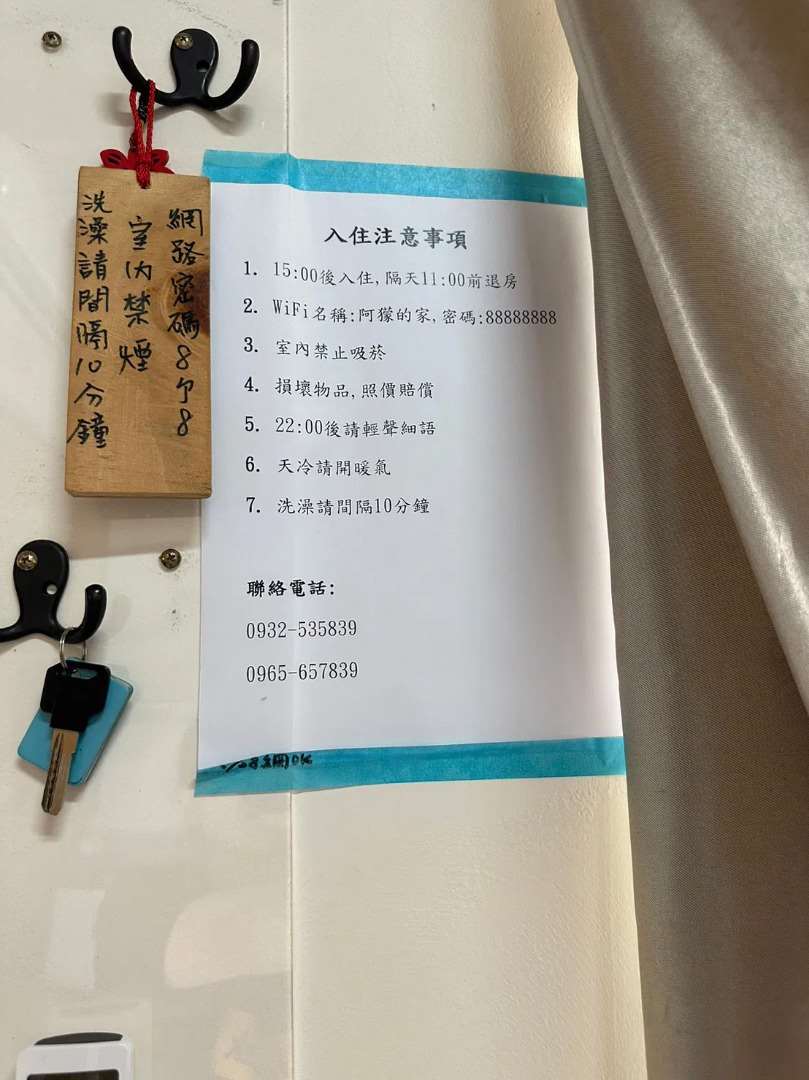 網路密碼8个8
室內禁煙
洗澡請間隔10分鐘
入住注意事項
1. 15:00後入住,隔天11:00前退房
2. WiFi名稱:阿獴的家,密碼:88888888
3. 室內禁止吸菸
4. 損壞物品,照價賠償
5. 22:00後請輕聲細語
6. 天冷請開暖氣
7. 洗澡請間隔10分鐘
聯絡電話:
0932-535839
0965-657839